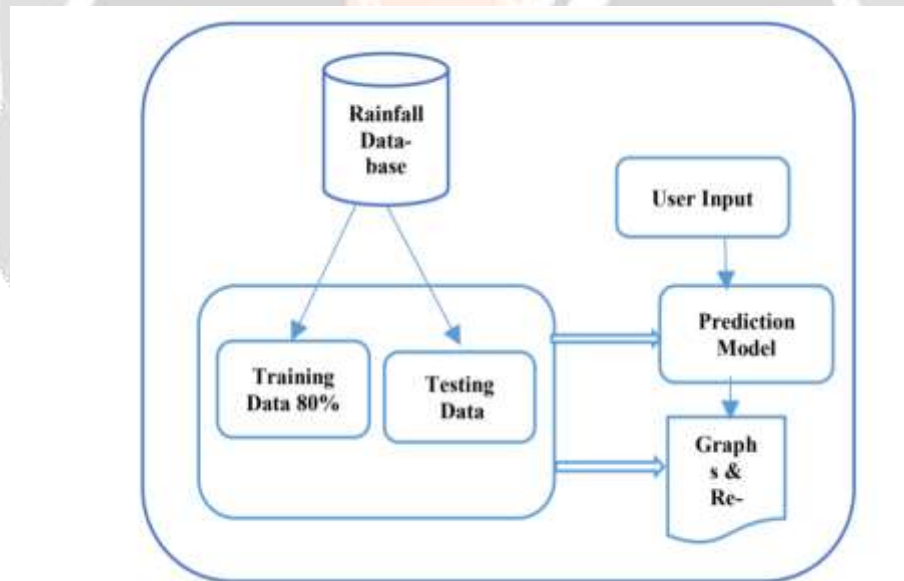 Rainfall
Data-
base
User Input
Prediction
Model
Training
Data 80%
Testing
Data
Graph
s &
Re-